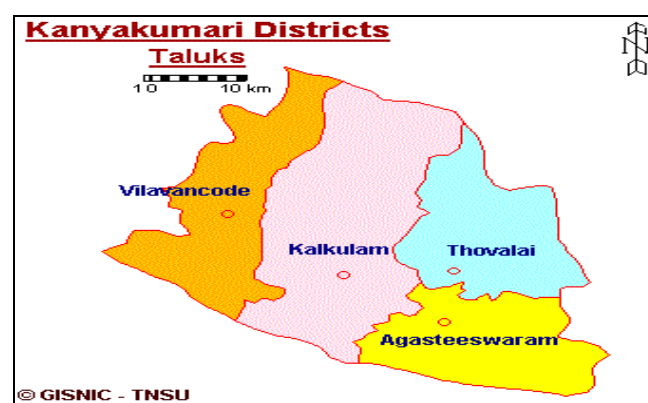 Kanyakumari Districts
Taluks
10 10 km
N
Vilavancode
Kalkulam
Thovalai
Agasteeswaram
© GISNIC - TNSU